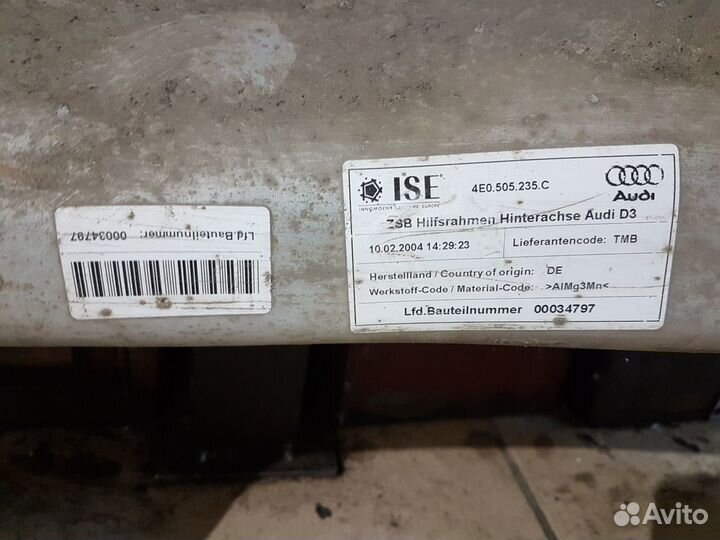 Lfd.Bauteilnummer: 00034797
ISE
4E0.505.235.C
Audi
ZSB Hilfsrahmen Hinterachse Audi D3
10.02.2004 14:29:23
Lieferantencode: TMB
Herstellland / Country of origin: DE
Werkstoff-Code / Material-Code: >AlMg3Mn<
Lfd.Bauteilnummer 00034797
Avito